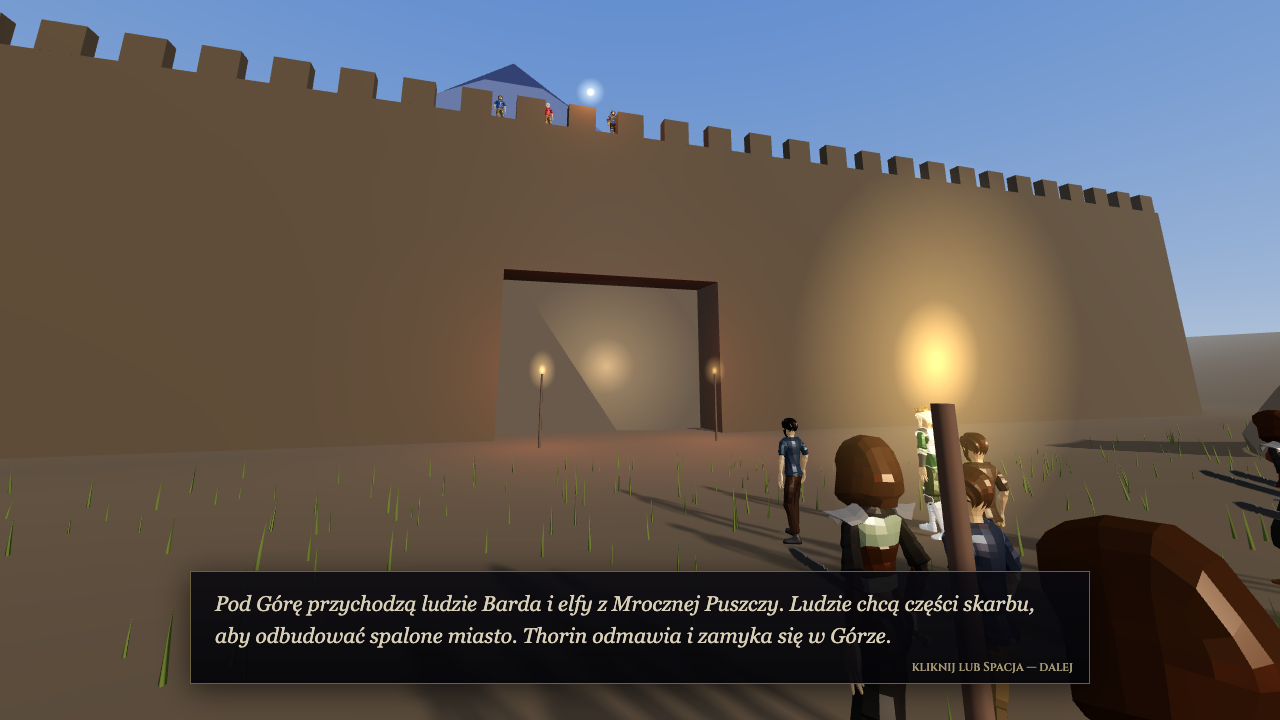 Pod Górę przychodzą ludzie Barda i elfy z Mrocznej Puszczy. Ludzie chcą części skarbu,
aby odbudować spalone miasto. Thorin odmawia i zamyka się w Górze.
KLIKNIJ LUB SPACJA — DALEJ